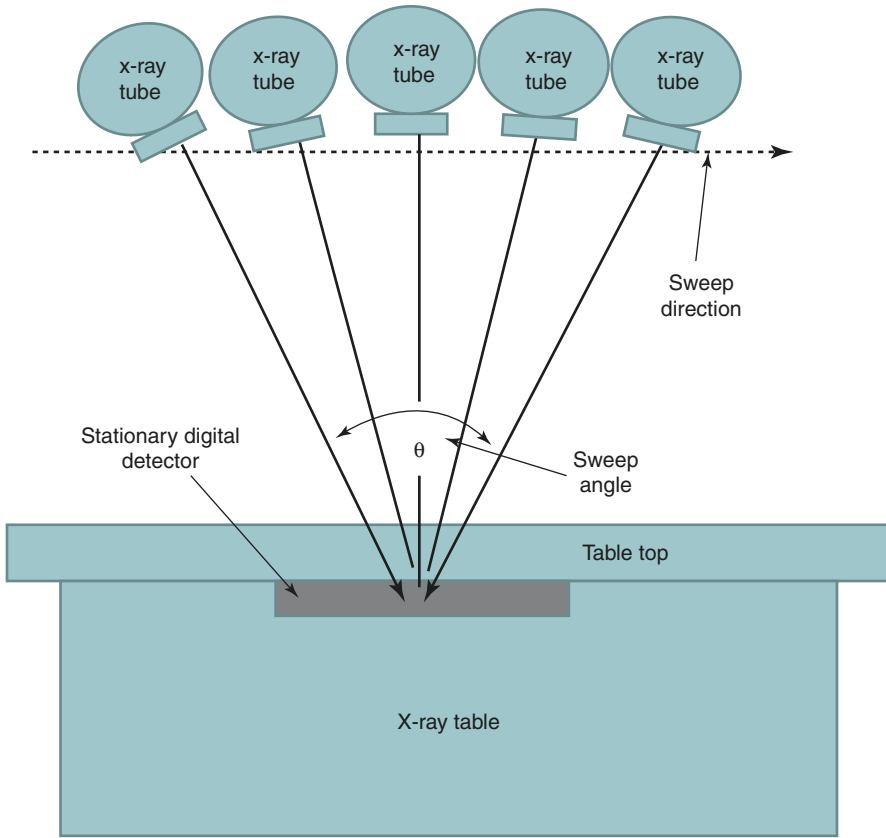 x-ray
tube
x-ray
tube
x-ray
tube
x-ray
tube
x-ray
tube
Sweep
direction
Stationary digital
detector
θ
Sweep
angle
Table top
X-ray table